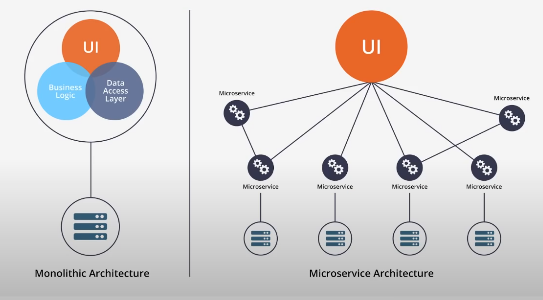 UI
Business
Logic
Data
Access
Layer
Monolithic Architecture
UI
Microservice
Microservice
Microservice
Microservice
Microservice
Microservice
Microservice Architecture